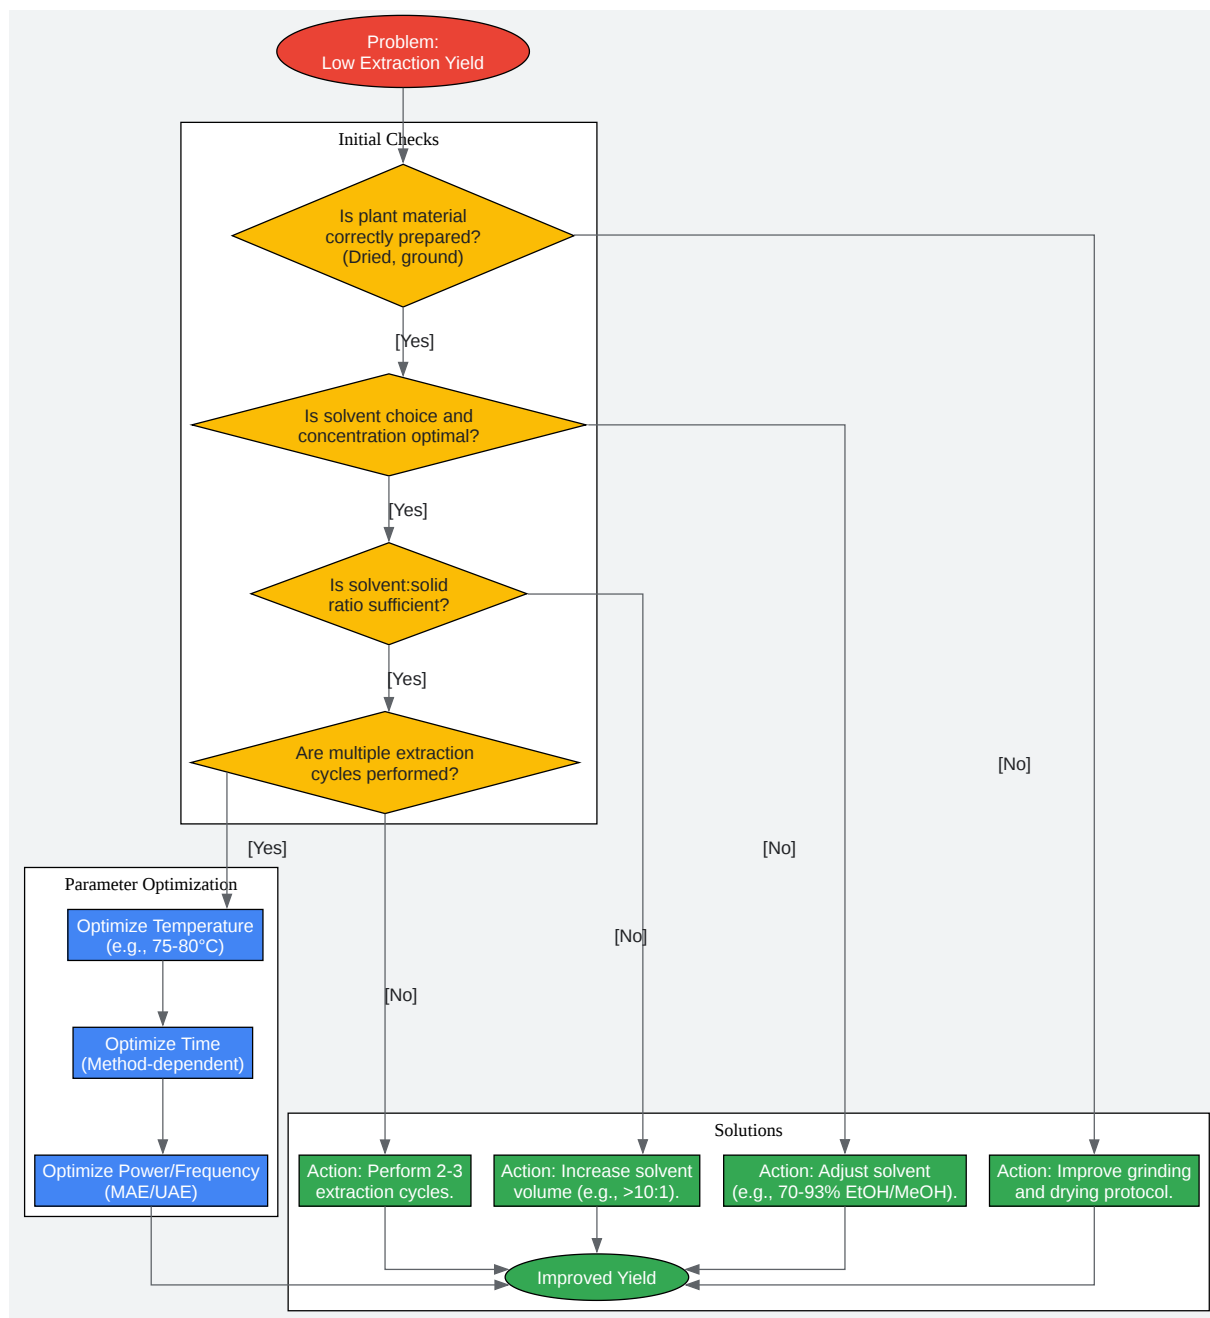 Problem:
Low Extraction Yield
Initial Checks
Is plant material
correctly prepared?
(Dried, ground)
[Yes]
Is solvent choice and
concentration optimal?
[Yes]
Is solvent:solid
ratio sufficient?
[Yes]
Are multiple extraction
cycles performed?
[No]
[Yes]
[No]
Parameter Optimization
Optimize Temperature
(e.g., 75-80°C)
[No]
[No]
Optimize Time
(Method-dependent)
Solutions
Optimize Power/Frequency
(MAE/UAE)
Action: Perform 2-3
extraction cycles.
Action: Increase solvent
volume (e.g., >10:1).
Action: Adjust solvent
(e.g., 70-93% EtOH/MeOH).
Action: Improve grinding
and drying protocol.
Improved Yield